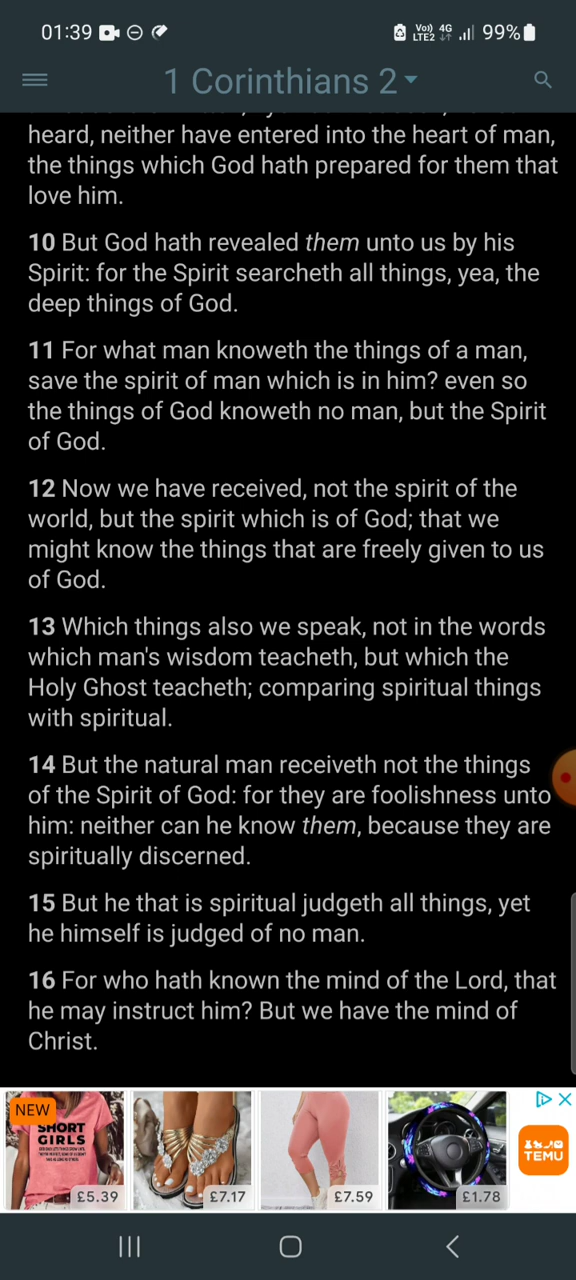 01:39
Vo)) 4G
LTE2
99%
1 Corinthians 2
heard, neither have entered into the heart of man,
the things which God hath prepared for them that
love him.
10 But God hath revealed them unto us by his
Spirit: for the Spirit searcheth all things, yea, the
deep things of God.
11 For what man knoweth the things of a man,
save the spirit of man which is in him? even so
the things of God knoweth no man, but the Spirit
of God.
12 Now we have received, not the spirit of the
world, but the spirit which is of God; that we
might know the things that are freely given to us
of God.
13 Which things also we speak, not in the words
which man's wisdom teacheth, but which the
Holy Ghost teacheth; comparing spiritual things
with spiritual.
14 But the natural man receiveth not the things
of the Spirit of God: for they are foolishness unto
him: neither can he know them, because they are
spiritually discerned.
15 But he that is spiritual judgeth all things, yet
he himself is judged of no man.
16 For who hath known the mind of the Lord, that
he may instruct him? But we have the mind of
Christ.
NEW
SHORT
GIRLS
£5.39
£7.17
£7.59
£1.78
TEMU